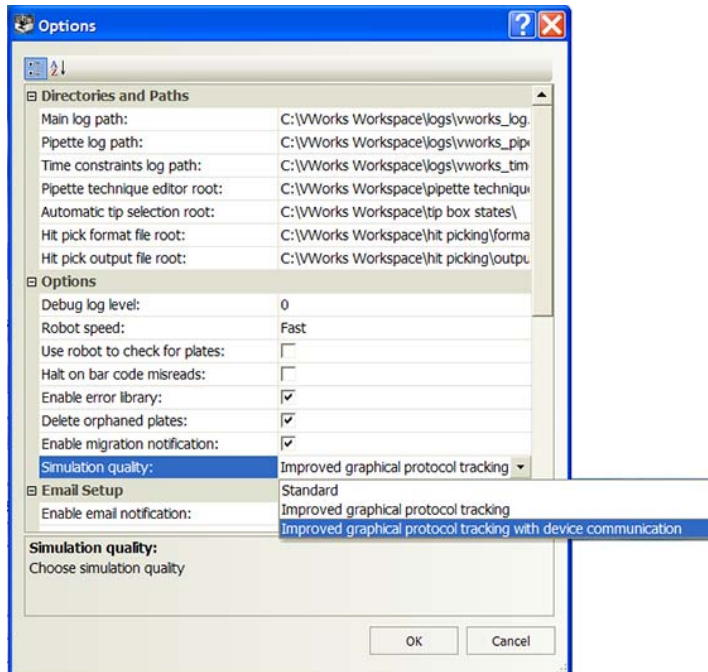 Options
Directories and Paths
Main log path: C:\VWorks Workspace\logs\vworks_log.
Pipette log path: C:\VWorks Workspace\logs\vworks_pip
Time constraints log path: C:\VWorks Workspace\logs\vworks_tim
Pipette technique editor root: C:\VWorks Workspace\pipette techniqu
Automatic tip selection root: C:\VWorks Workspace\tip box states\
Hit pick format file root: C:\VWorks Workspace\hit picking\forma
Hit pick output file root: C:\VWorks Workspace\hit picking\outpu
Options
Debug log level: 0
Robot speed: Fast
Use robot to check for plates:
Halt on bar code misreads:
Enable error library:
Delete orphaned plates:
Enable migration notification:
Simulation quality: Improved graphical protocol tracking
Email Setup
Standard
Enable email notification:
Improved graphical protocol tracking
Improved graphical protocol tracking with device communication
Simulation quality:
Choose simulation quality
OK Cancel